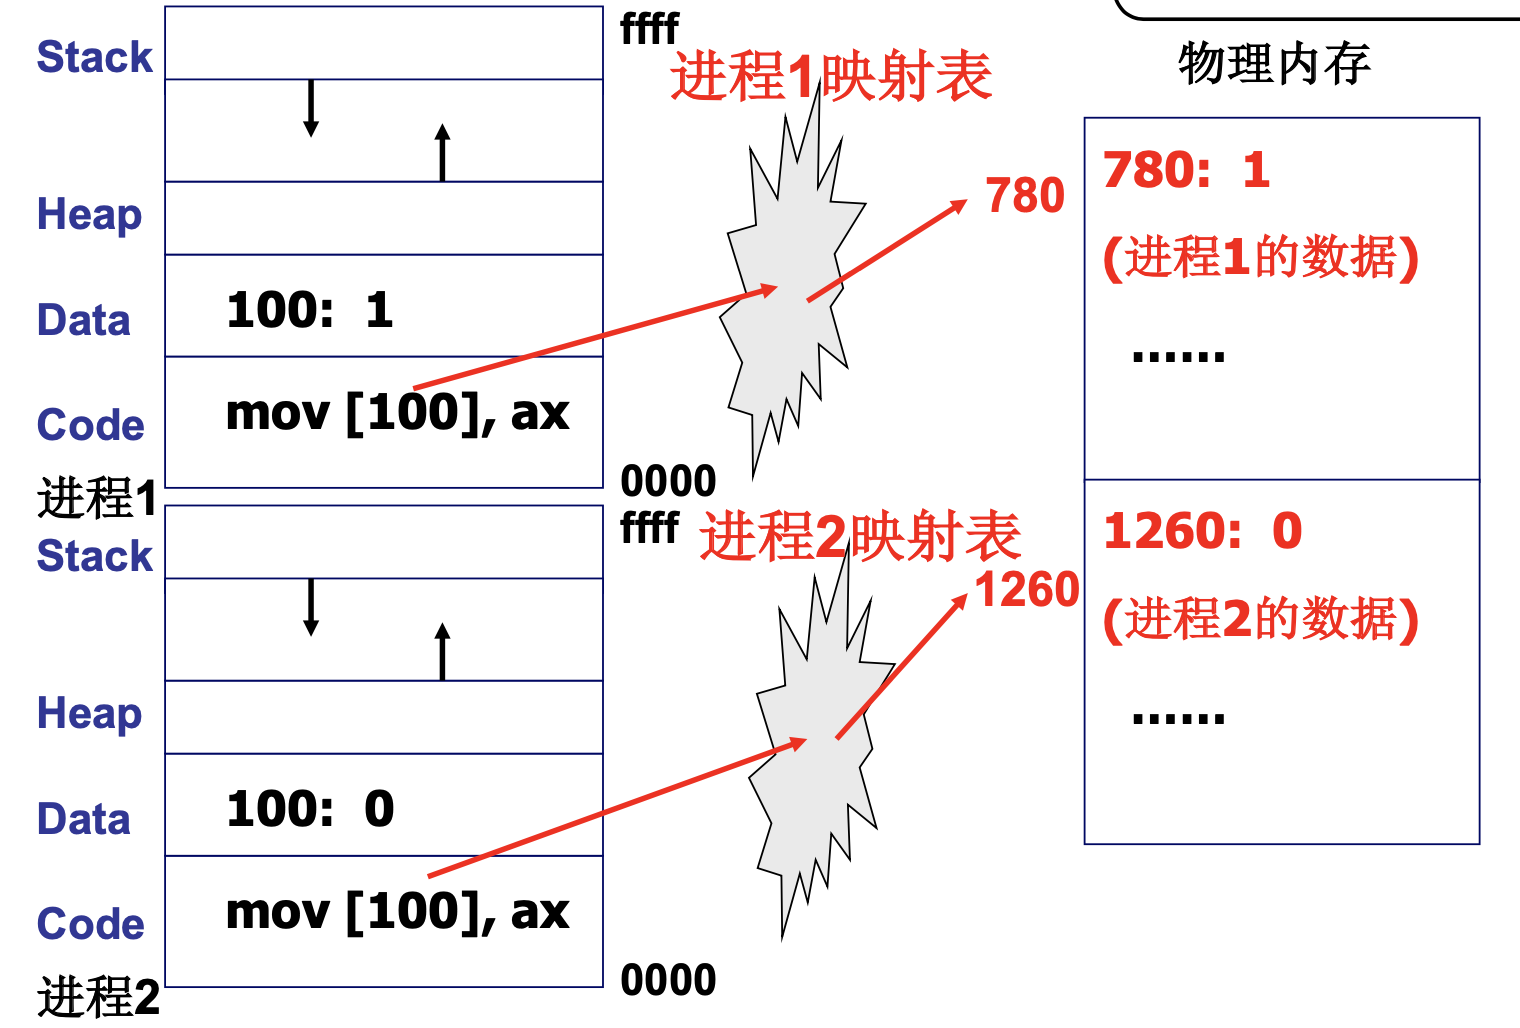 Stack
ffff
进程1映射表
物理内存
780
780: 1
(进程1的数据)
......
Heap
Data
100: 1
Code
mov [100], ax
进程1
0000
Stack
ffff
进程2映射表
1260
1260: 0
(进程2的数据)
......
Heap
Data
100: 0
Code
mov [100], ax
进程2
0000